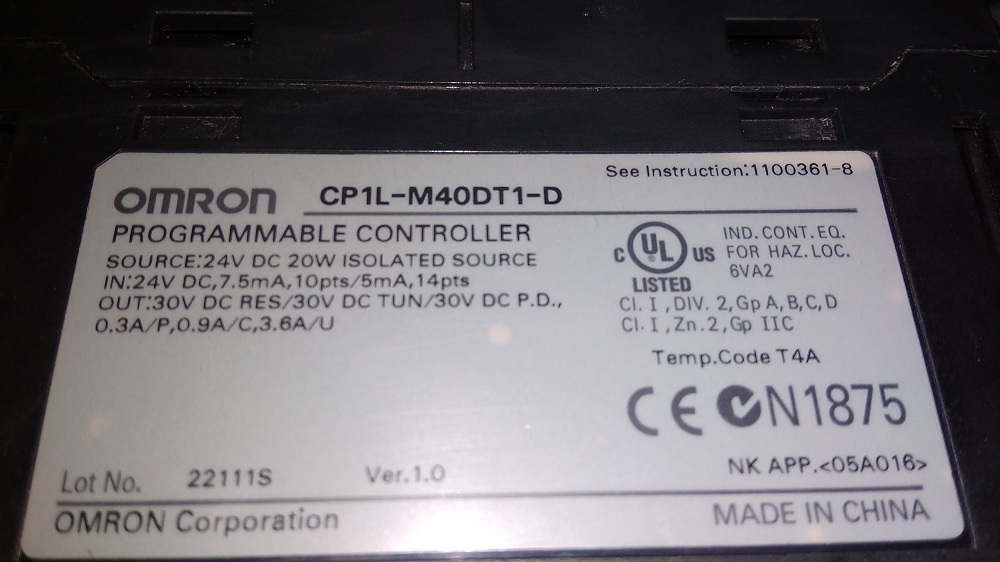 See Instruction:1100361-8
OMRON CP1L-M40DT1-D
PROGRAMMABLE CONTROLLER
SOURCE:24V DC 20W ISOLATED SOURCE
IN:24V DC,7.5mA,10pts/5mA,14pts
OUT:30V DC RES/30V DC TUN/30V DC P.D.,
0.3A/P,0.9A/C,3.6A/U
C UL US
LISTED
IND.CONT.EQ.
FOR HAZ.LOC.
6VA2
Cl. I ,DIV. 2,Gp A,B,C,D
Cl. I ,Zn.2,Gp IIC
Temp.Code T4A
CE N1875
NK APP.<05A016>
Lot No. 22111S Ver.1.0
OMRON Corporation
MADE IN CHINA